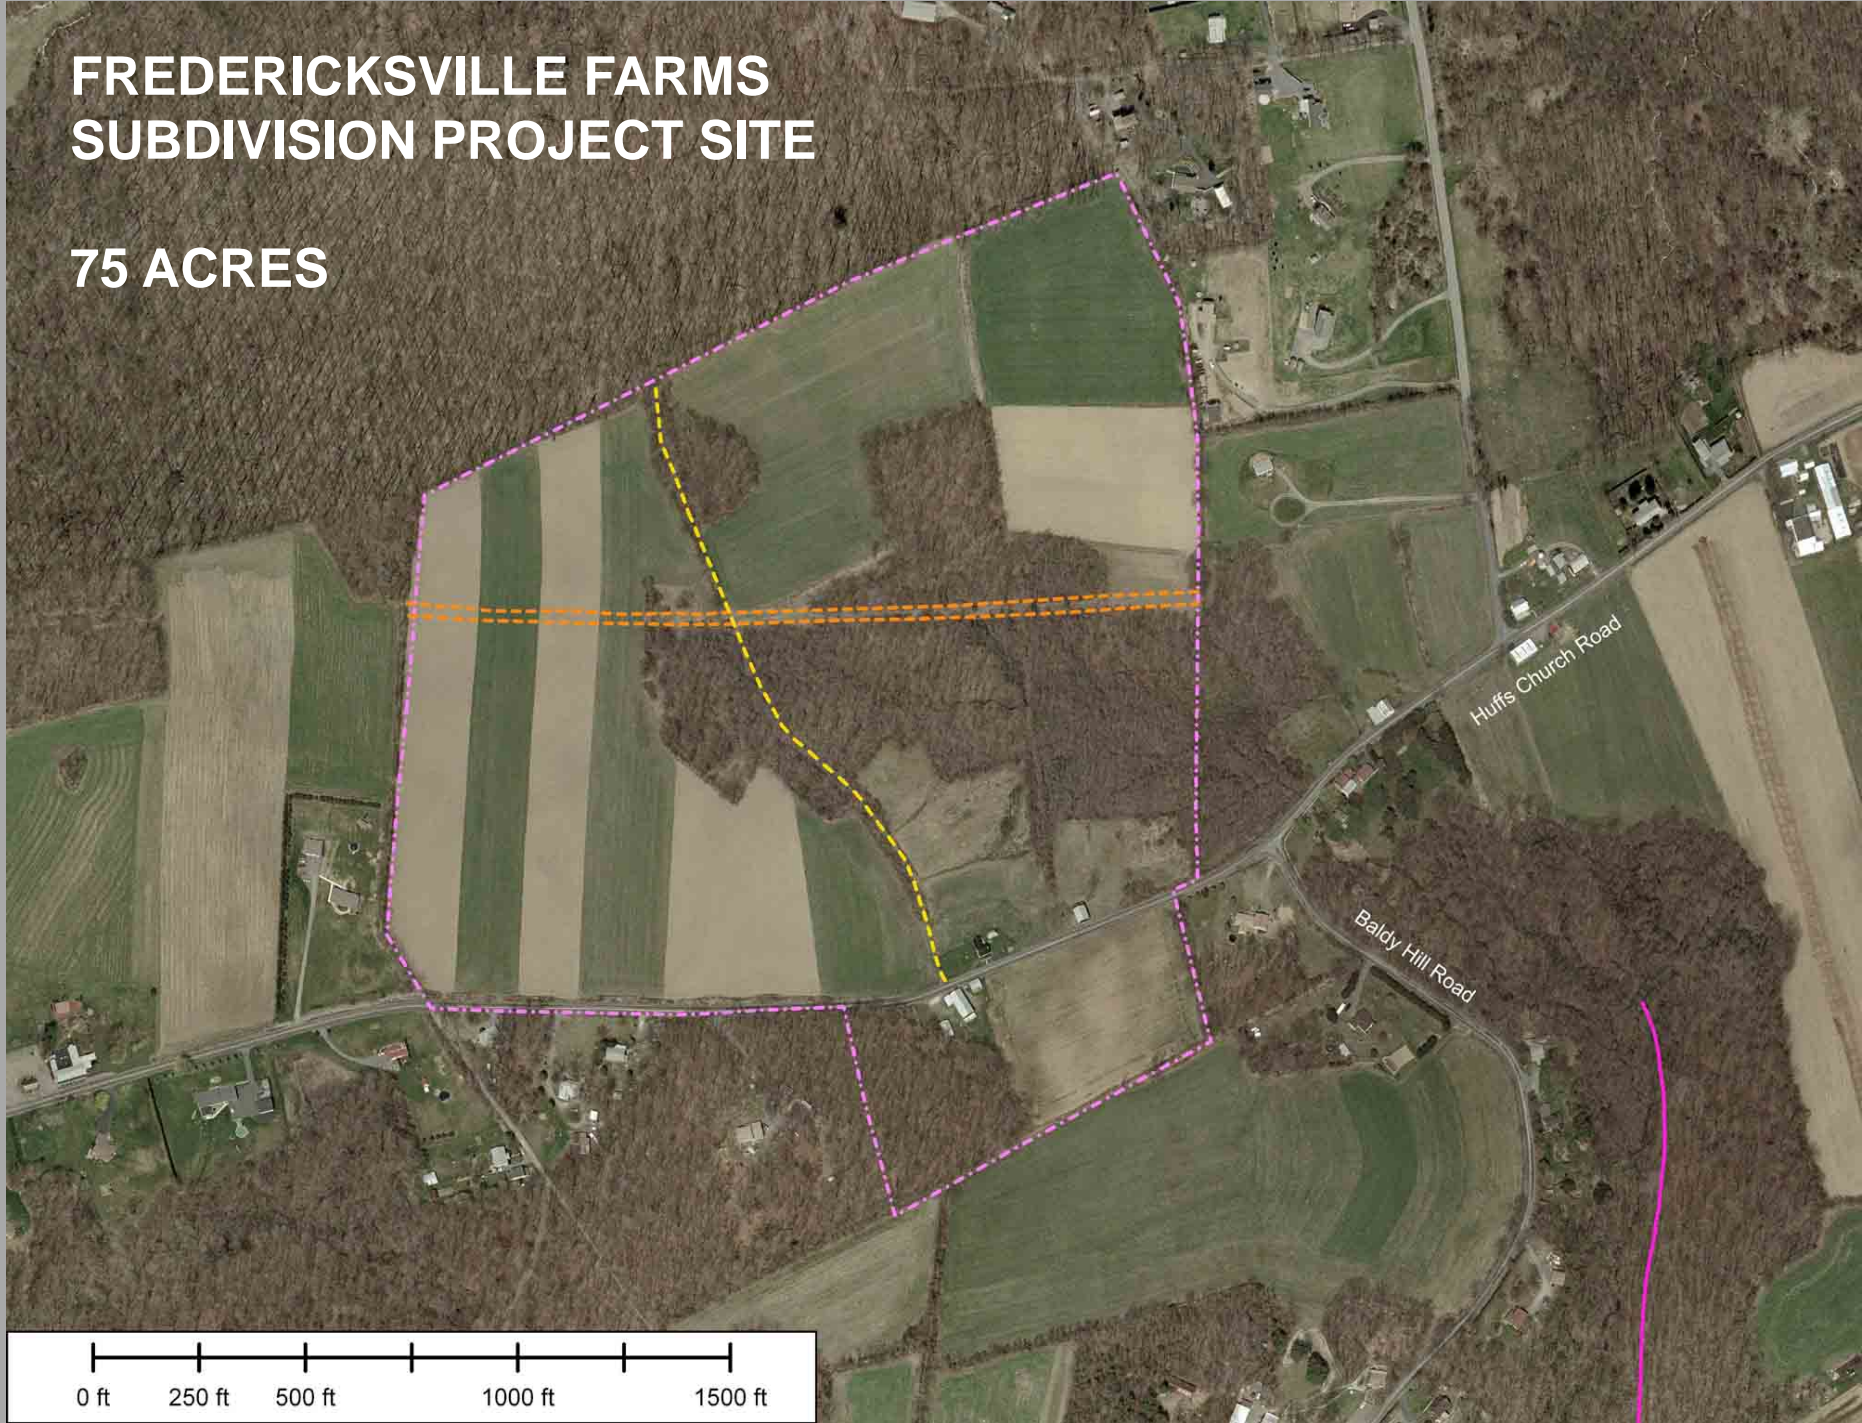 FREDERICKSVILLE FARMS
SUBDIVISION PROJECT SITE
75 ACRES
Huffs Church Road
Baldy Hill Road
0 ft 250 ft 500 ft 1000 ft 1500 ft